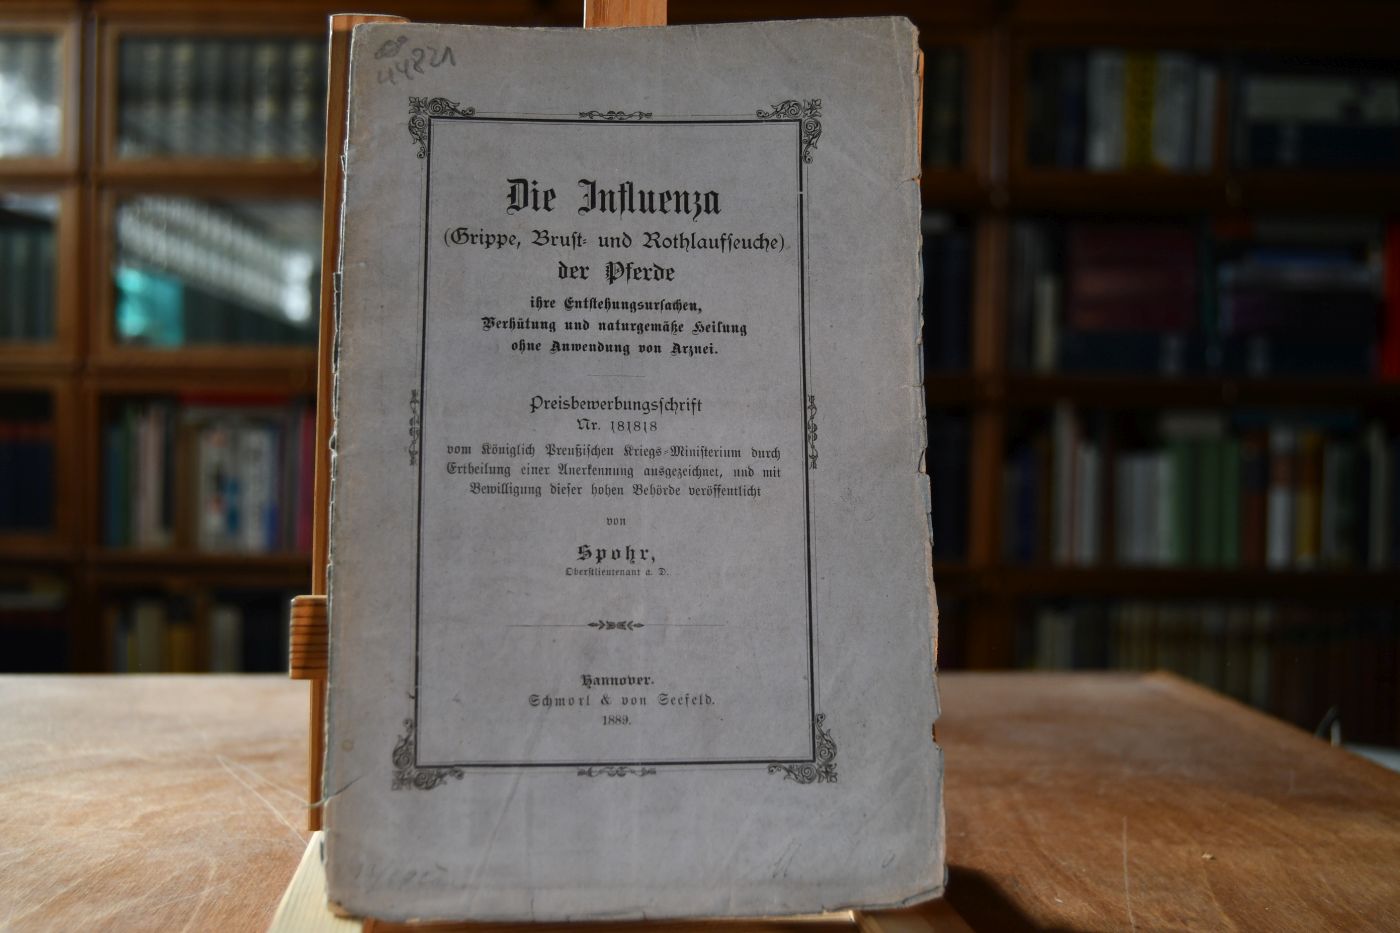 44821
Die Influenza
(Grippe, Brust- und Rothlaufseuche)
der Pferde
ihre Entstehungsursachen,
Verhütung und naturgemäße Heilung
ohne Anwendung von Arznei.
Preisbewerbungsschrift
Nr. 181818
vom Königlich Preußischen Kriegs-Ministerium durch
Ertheilung einer Anerkennung ausgezeichnet, und mit
Bewilligung dieser hohen Behörde veröffentlicht
von
Spohr,
Oberstlieutenant a. D.
Hannover.
Schmorl & von Seefeld.
1889.